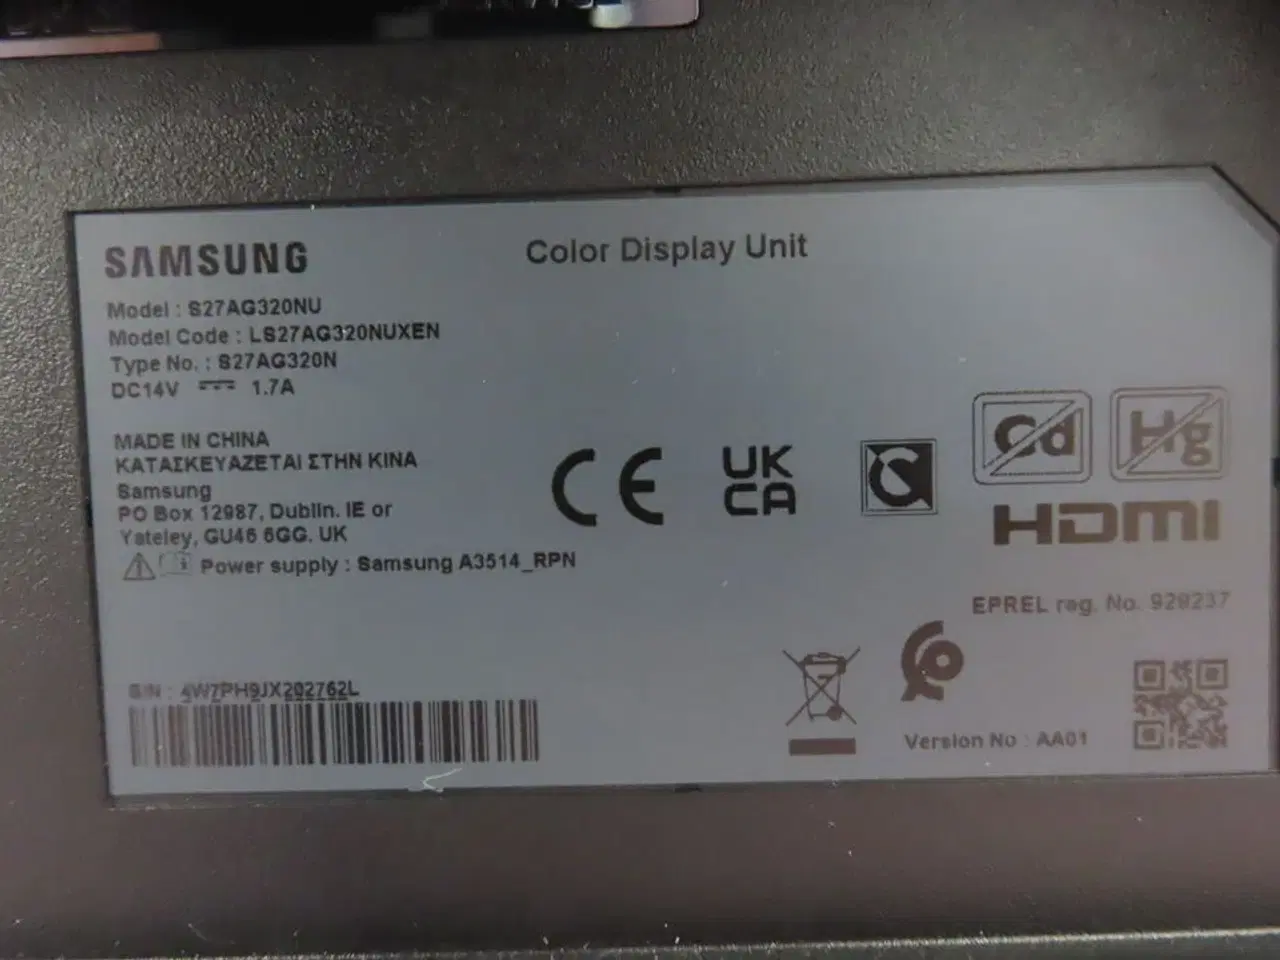 SAMSUNG
Color Display Unit
Model : S27AG320NU
Model Code : LS27AG320NUXEN
Type No. : S27AG320N
DC14V ⎓ 1.7A
MADE IN CHINA
ΚΑΤΑΣΚΕΥΑΖΕΤΑΙ ΣΤΗΝ ΚΙΝΑ
Samsung
PO Box 12987, Dublin. IE or
Yateley, GU46 6GG. UK
Power supply : Samsung A3514_RPN
CE
UK
CA
Cd
Hg
HDMI
EPREL reg. No.
S/N : 4W7PH9JX202762L
Version No : AA01